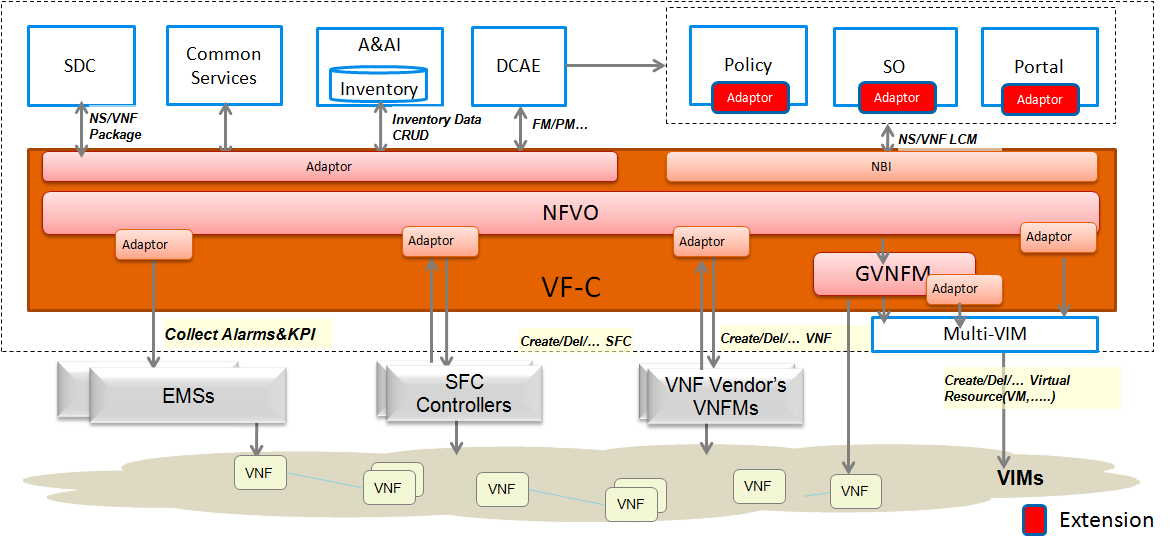 SDC
Common
Services
A&AI
Inventory
DCAE
Policy
Adaptor
SO
Adaptor
Portal
Adaptor
NS/VNF
Package
Inventory Data
CRUD
FM/PM...
NS/VNF LCM
Adaptor
NBI
NFVO
Adaptor
Adaptor
Adaptor
Adaptor
VF-C
GVNFM
Adaptor
Collect Alarms&KPI
Create/Del/... SFC
Create/Del/... VNF
Multi-VIM
EMSs
SFC
Controllers
VNF Vendor's
VNFMs
Create/Del/... Virtual
Resource(VM,.....)
VNF
VNF
VNF
VNF
VNF
VNF
VIMs
Extension